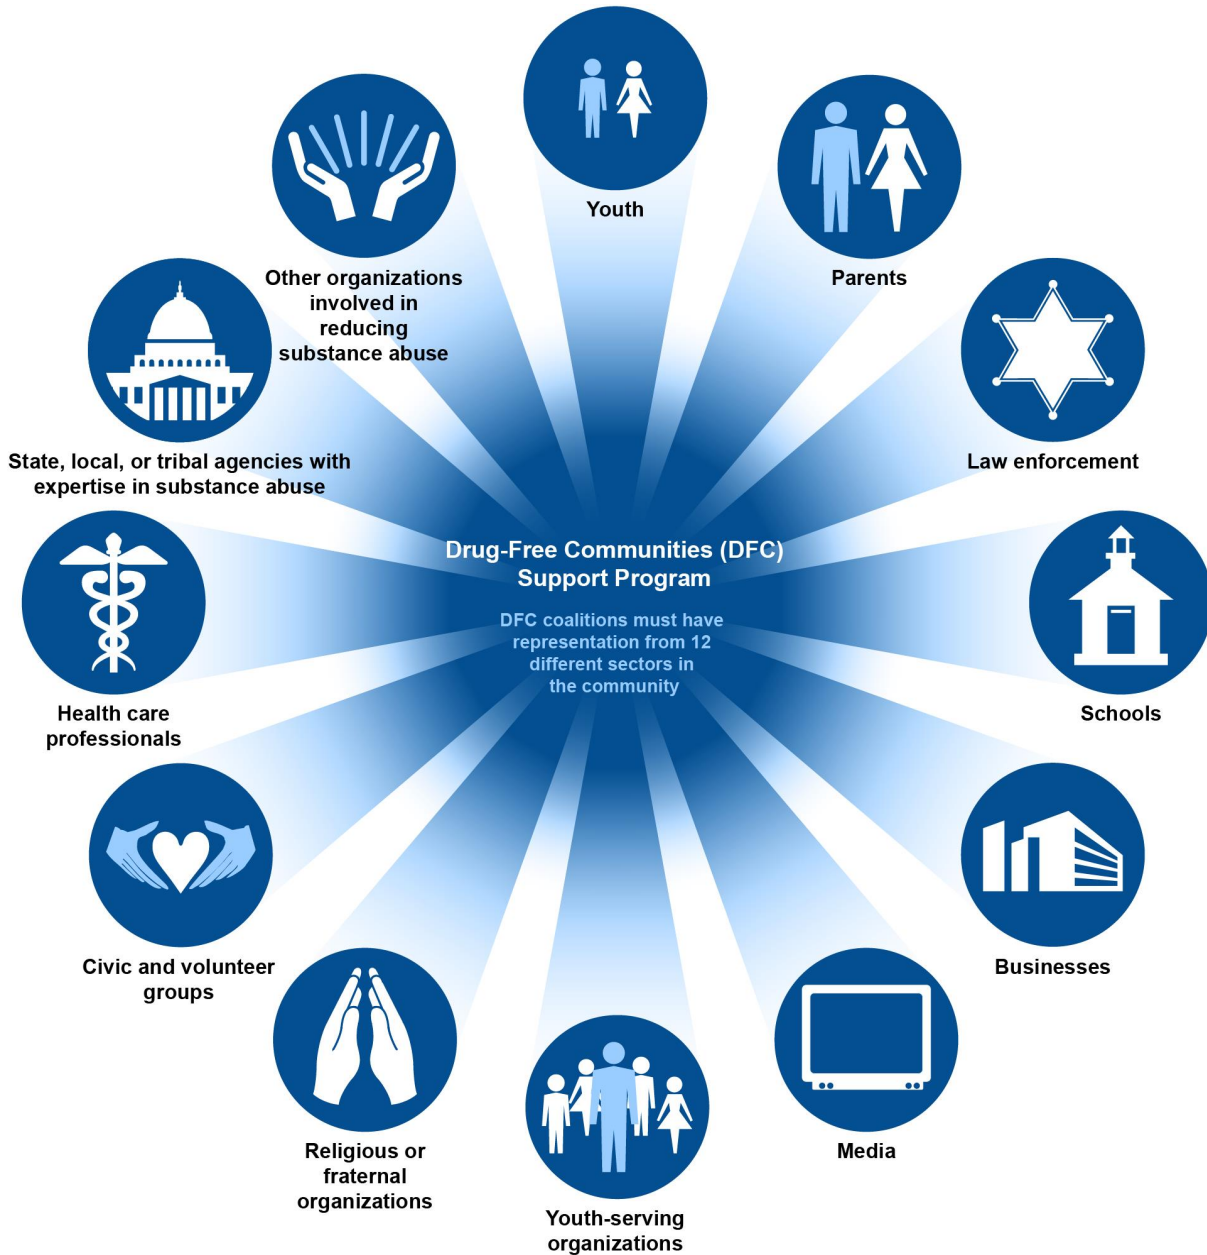 Youth
Parents
Law enforcement
Schools
Businesses
Media
Youth-serving
organizations
Religious or
fraternal
organizations
Civic and volunteer
groups
Health care
professionals
State, local, or tribal agencies with
expertise in substance abuse
Other organizations
involved in
reducing
substance abuse
Drug-Free Communities (DFC)
Support Program
DFC coalitions must have
representation from 12
different sectors in
the community